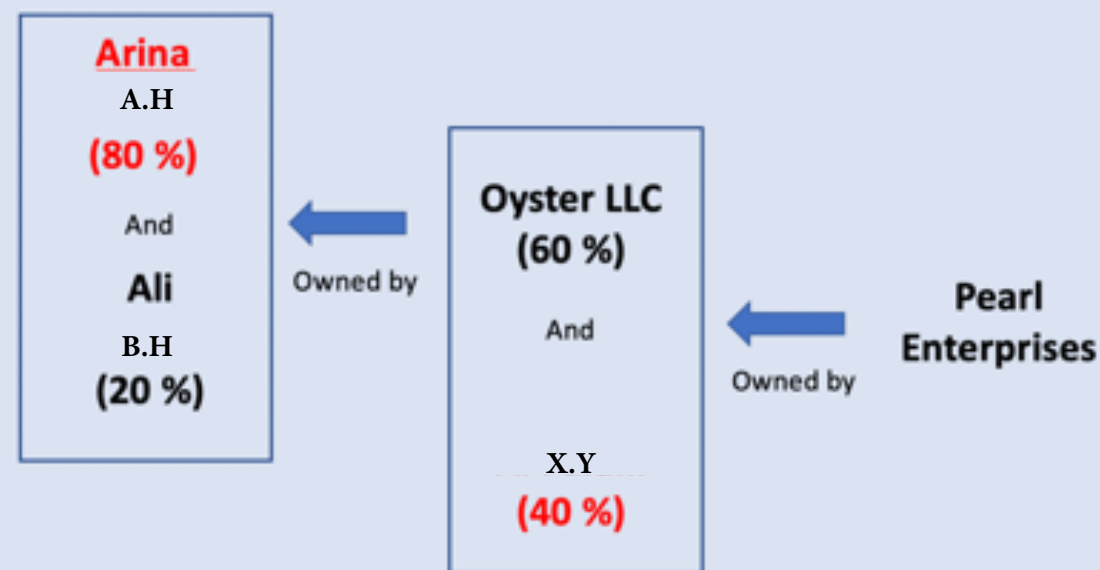 Arina
A.H
(80 %)
And
Ali
B.H
(20 %)
Owned by
Oyster LLC
(60 %)
And
X.Y
(40 %)
Owned by
Pearl
Enterprises